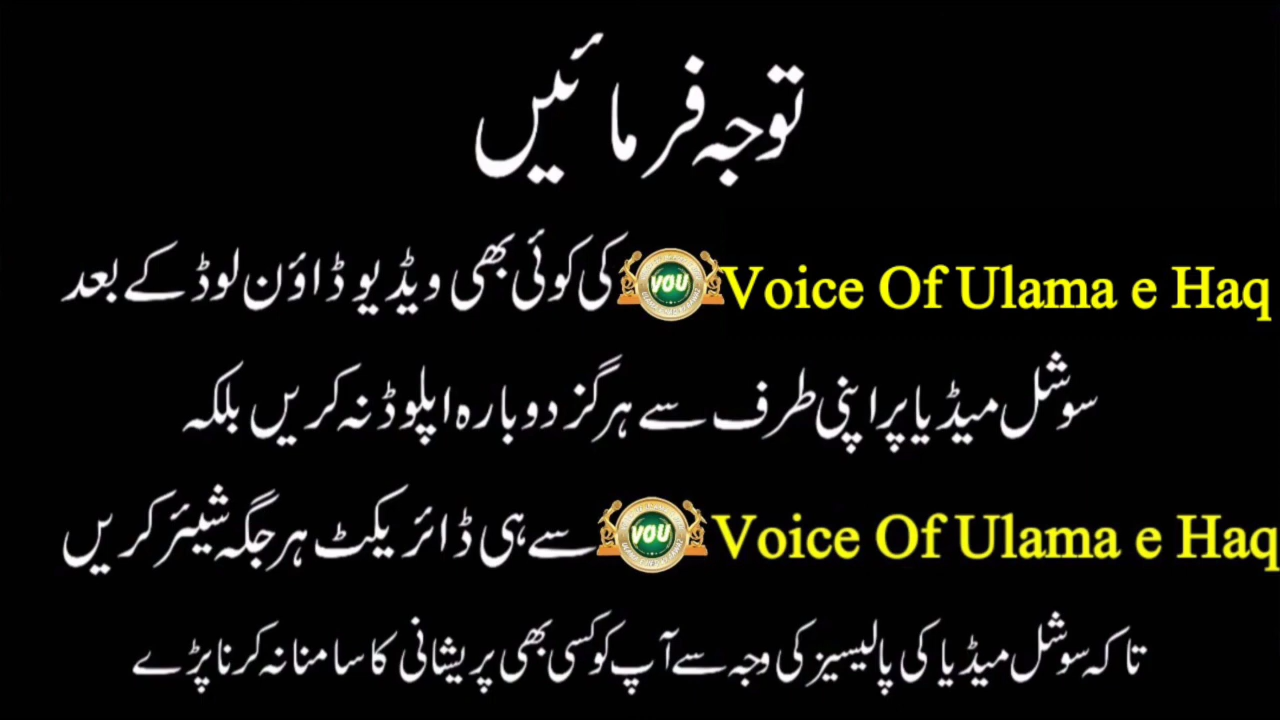 توجہ فرمائیں
Voice Of Ulama e Haq VOU کی کوئی بھی ویڈیو ڈاؤن لوڈ کے بعد
سوشل میڈیا پر اپنی طرف سے ہرگز دوبارہ اپلوڈ نہ کریں بلکہ
Voice Of Ulama e Haq VOU سے ہی ڈائریکٹ ہر جگہ شیئر کریں
تاکہ سوشل میڈیا کی پالیسیز کی وجہ سے آپ کو کسی بھی پریشانی کا سامنا نہ کرنا پڑے